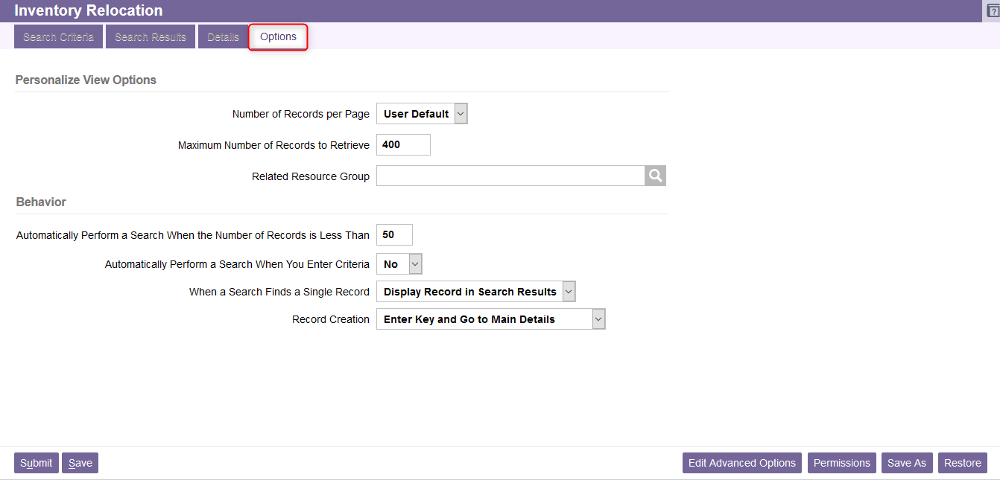 Inventory Relocation
?
Search Criteria Search Results Details Options
Personalize View Options
Number of Records per Page User Default
Maximum Number of Records to Retrieve 400
Related Resource Group
Behavior
Automatically Perform a Search When the Number of Records is Less Than 50
Automatically Perform a Search When You Enter Criteria No
When a Search Finds a Single Record Display Record in Search Results
Record Creation Enter Key and Go to Main Details
Submit Save Edit Advanced Options Permissions Save As Restore